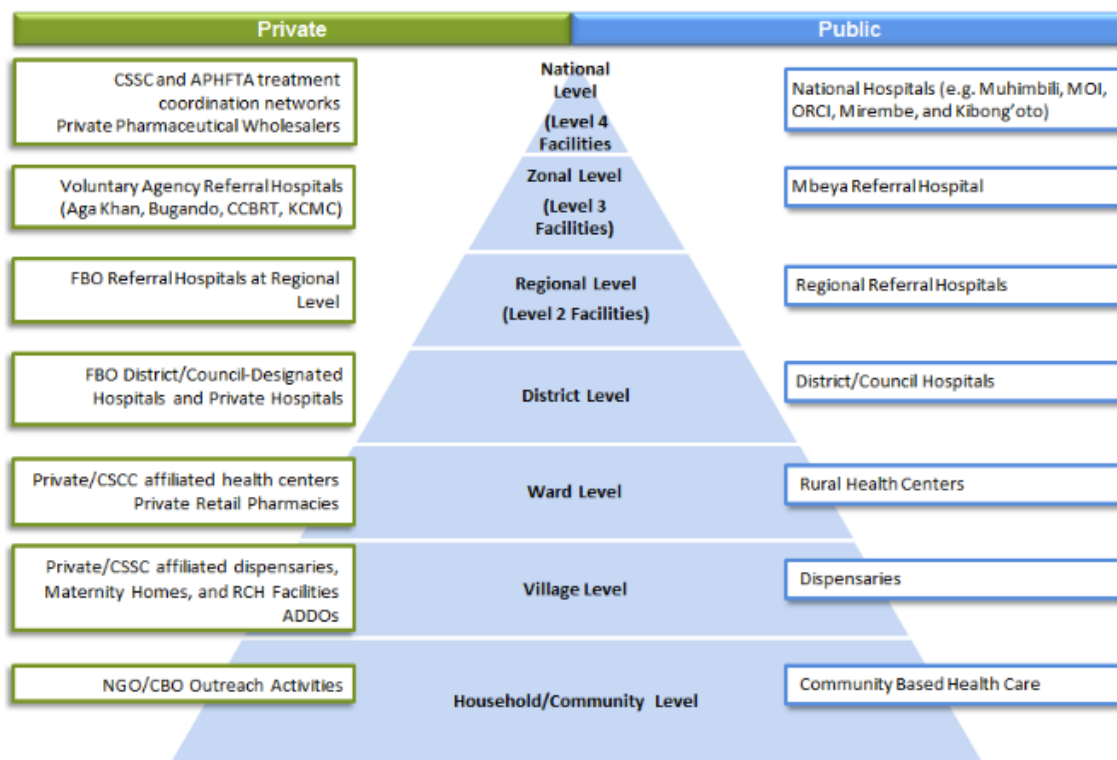 Private
Public
CSSC and APHFTA treatment
coordination networks
Private Pharmaceutical Wholesalers
National
Level
(Level 4
Facilities
National Hospitals (e.g. Muhimbili, MOI,
ORCI, Mirembe, and Kibong'oto)
Voluntary Agency Referral Hospitals
(Aga Khan, Bugando, CCBRT, KCMC)
Zonal Level
(Level 3
Facilities)
Mbeya Referral Hospital
FBO Referral Hospitals at Regional
Level
Regional Level
(Level 2 Facilities)
Regional Referral Hospitals
FBO District/Council-Designated
Hospitals and Private Hospitals
District Level
District/Council Hospitals
Private/CSCC affiliated health centers
Private Retail Pharmacies
Ward Level
Rural Health Centers
Private/CSSC affiliated dispensaries,
Maternity Homes, and RCH Facilities
ADDOs
Village Level
Dispensaries
NGO/CBO Outreach Activities
Household/Community Level
Community Based Health Care